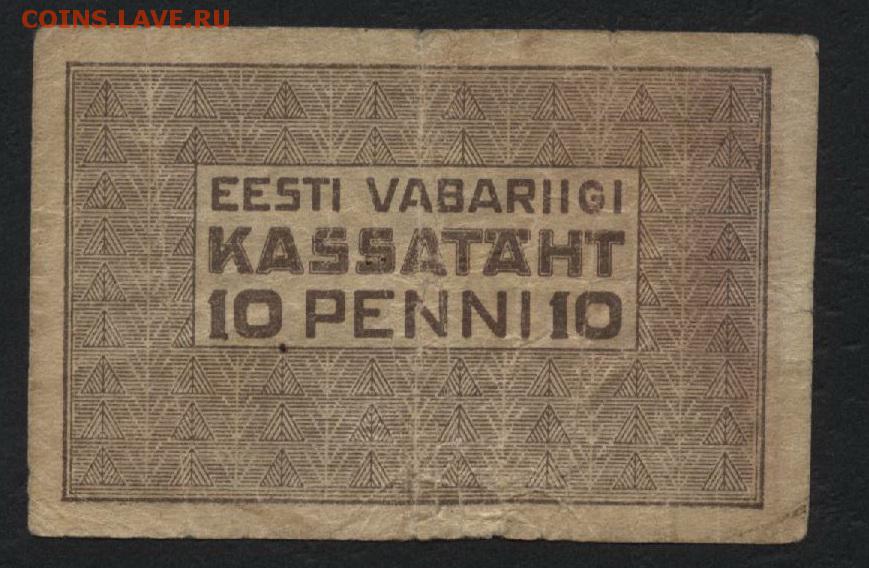 COINS.LAVE.RU
EESTI VABARIIGI
KASSATÄHT
10 PENNI 10